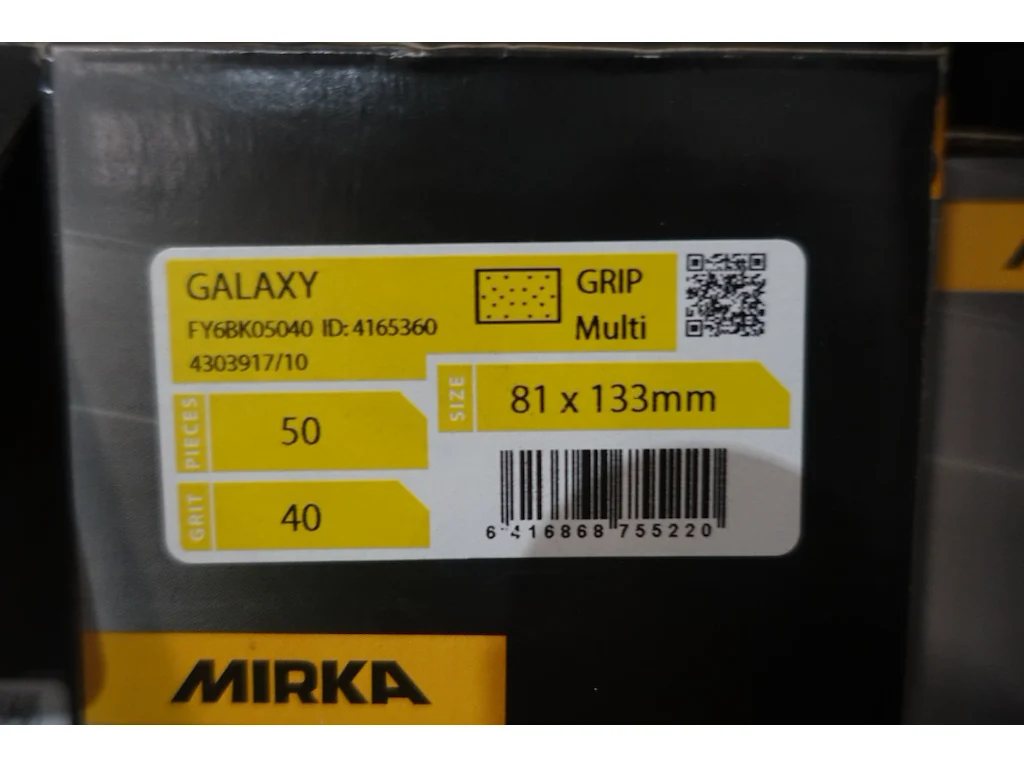 GALAXY
FY6BK05040 ID: 4165360
4303917/10
GRIP
Multi
SIZE
81 x 133mm
PIECES
50
GRIT
40
6 416868 755220
MIRKA